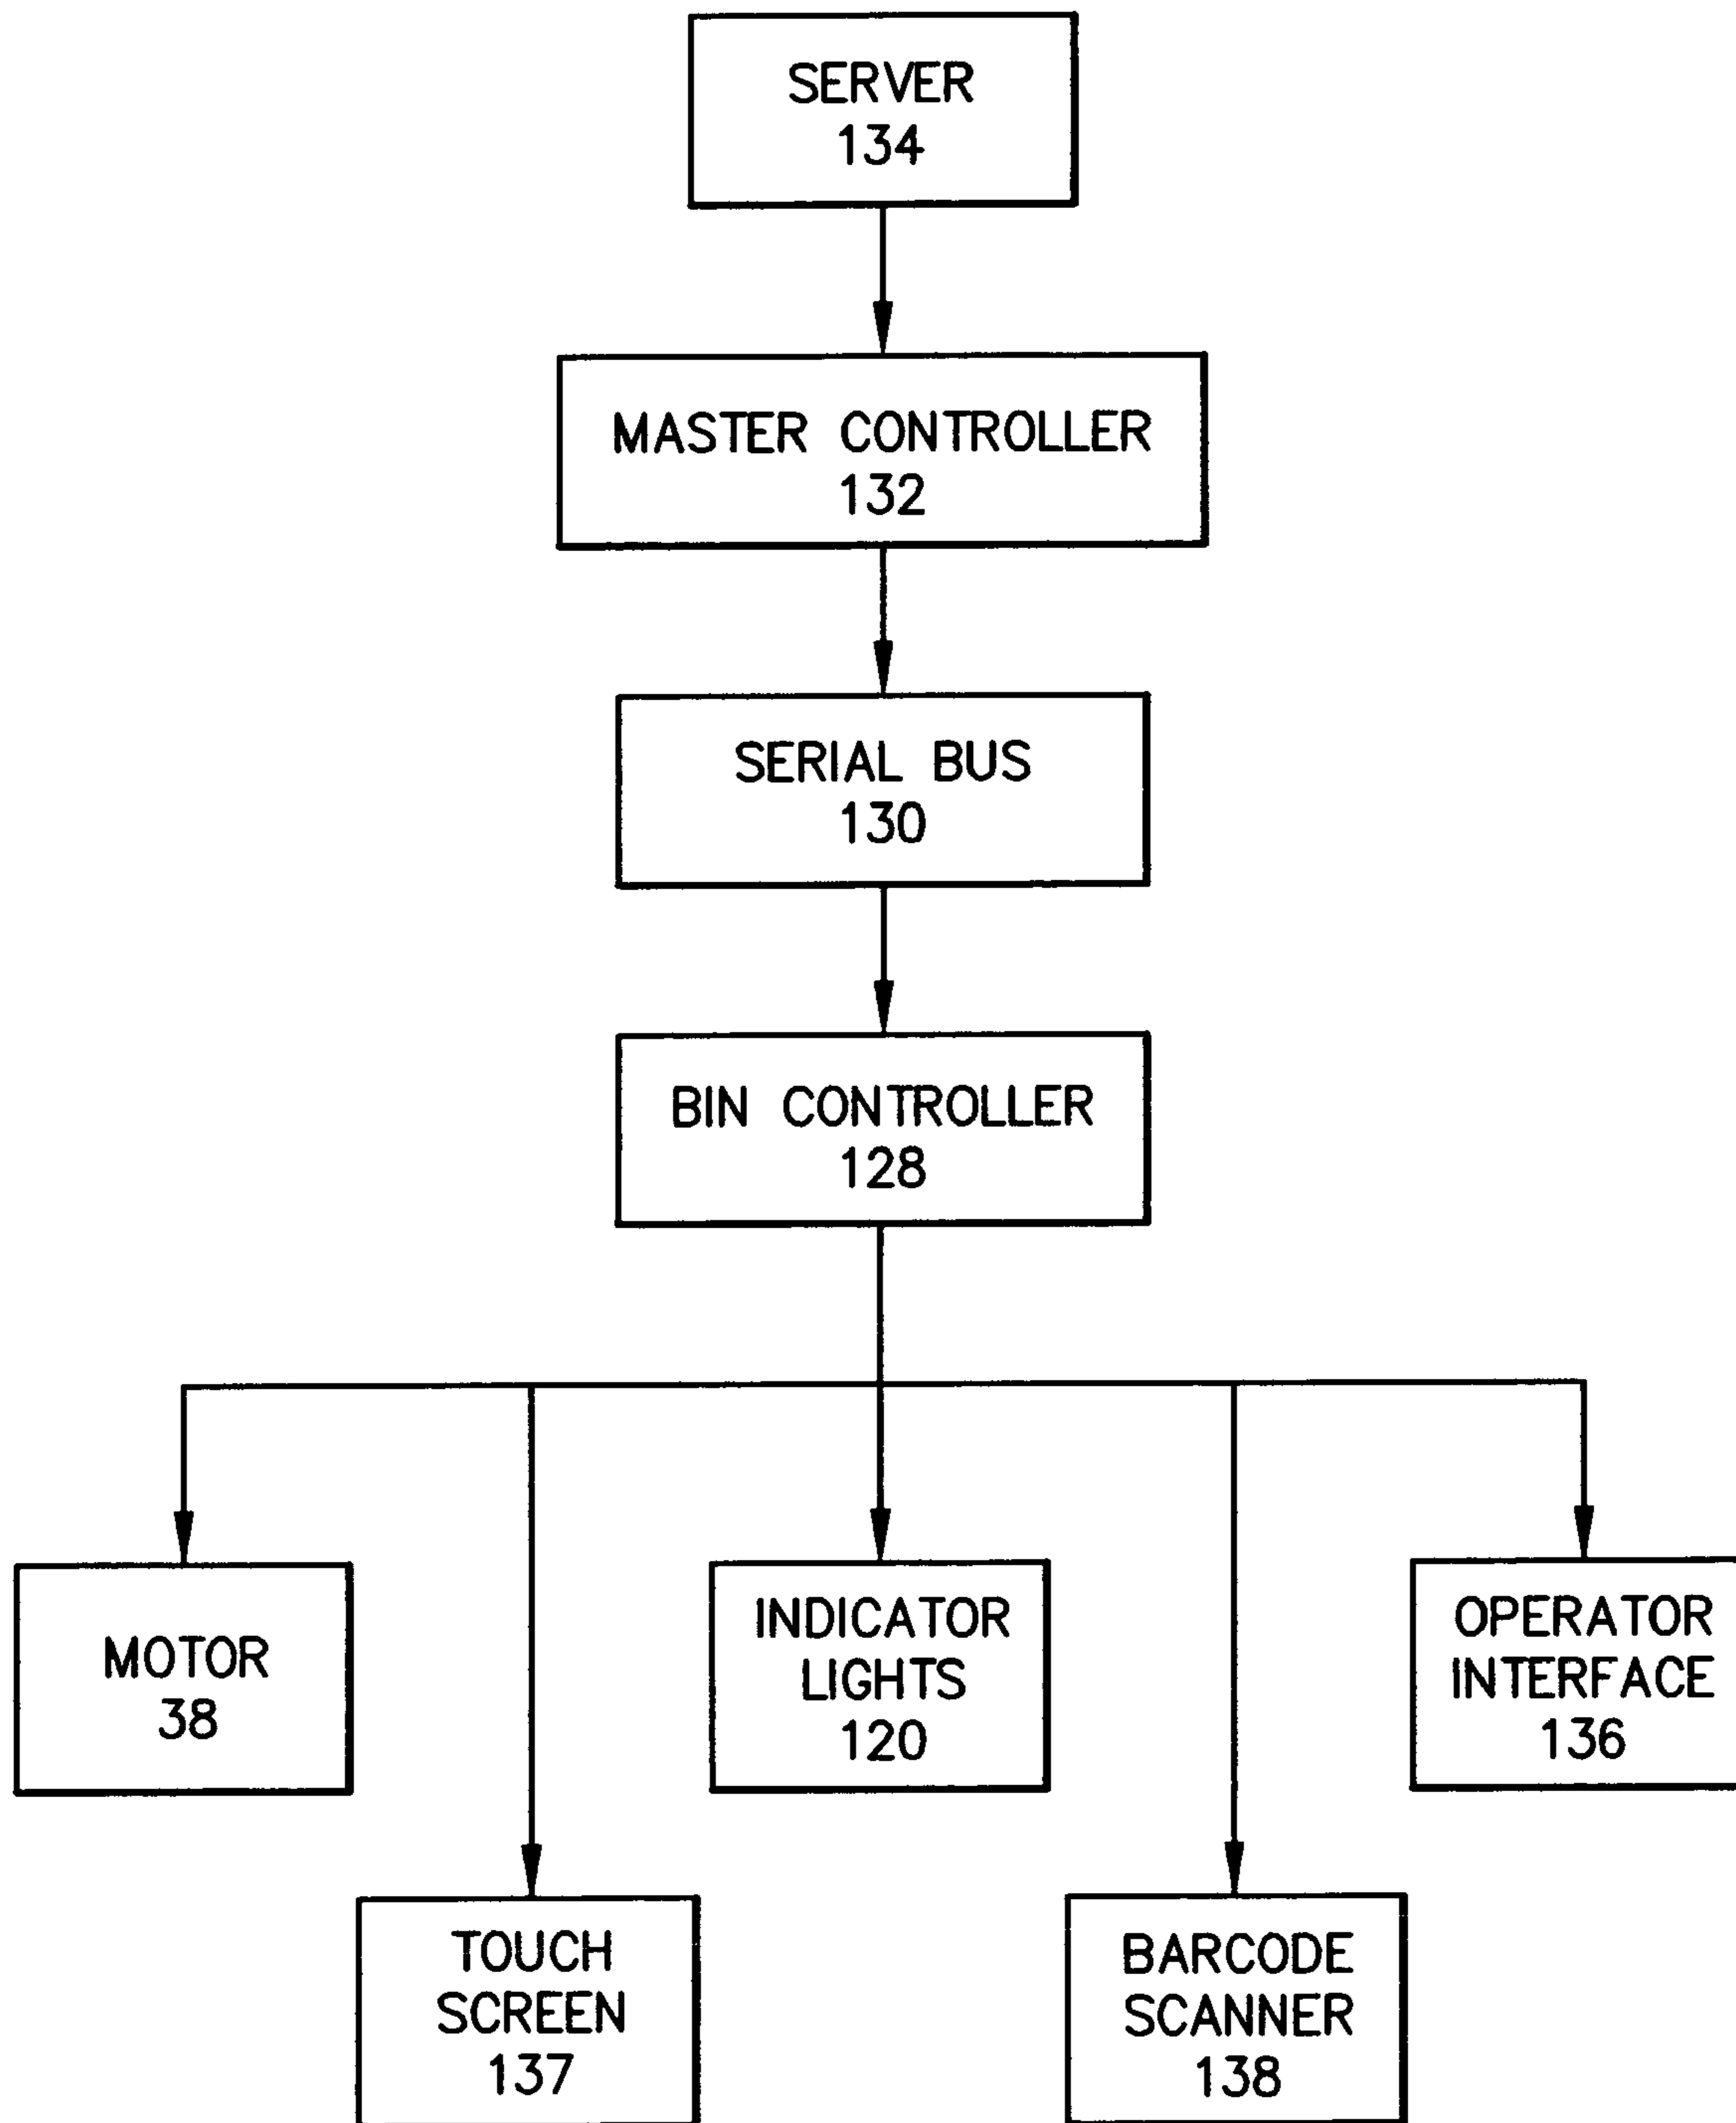 SERVER
134
MASTER CONTROLLER
132
SERIAL BUS
130
BIN CONTROLLER
128
MOTOR
38
INDICATOR
LIGHTS
120
OPERATOR
INTERFACE
136
TOUCH
SCREEN
137
BARCODE
SCANNER
138